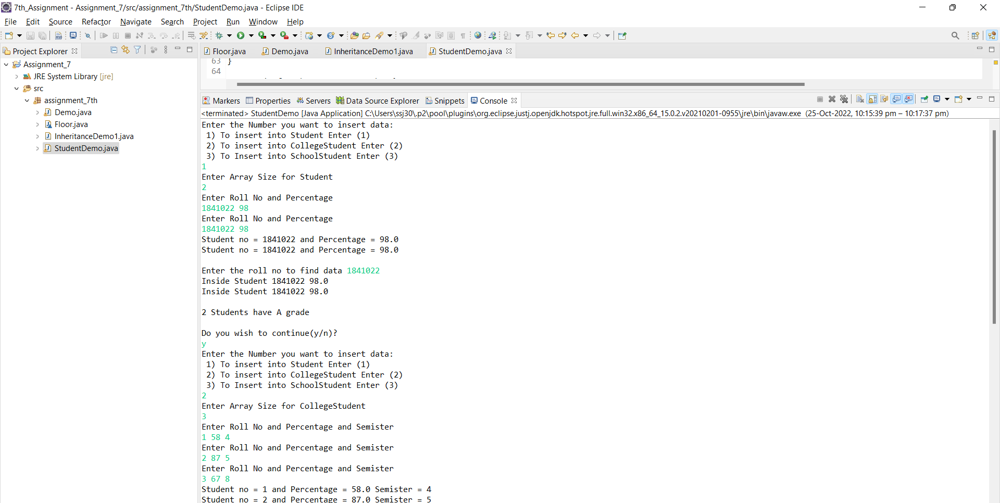 7th_Assignment - Assignment_7/src/assignment_7th/StudentDemo.java - Eclipse IDE
File Edit Source Refactor Navigate Search Project Run Window Help
Project Explorer
Assignment_7
JRE System Library [jre]
src
assignment_7th
Demo.java
Floor.java
InheritanceDemo1.java
StudentDemo.java
Floor.java Demo.java InheritanceDemo1.java StudentDemo.java
63 }
64
Markers Properties Servers Data Source Explorer Snippets Console
<terminated> StudentDemo [Java Application] C:\Users\ssj30\.p2\pool\plugins\org.eclipse.justj.openjdk.hotspot.jre.full.win32.x86_64_15.0.2.v20210201-0955\jre\bin\javaw.exe (25-Oct-2022, 10:15:39 pm – 10:17:37 pm)
Enter the Number you want to insert data:
1) To insert into Student Enter (1)
2) To insert into CollegeStudent Enter (2)
3) To Insert into SchoolStudent Enter (3)
1
Enter Array Size for Student
2
Enter Roll No and Percentage
1841022 98
Enter Roll No and Percentage
1841022 98
Student no = 1841022 and Percentage = 98.0
Student no = 1841022 and Percentage = 98.0
Enter the roll no to find data 1841022
Inside Student 1841022 98.0
Inside Student 1841022 98.0
2 Students have A grade
Do you wish to continue(y/n)?
y
Enter the Number you want to insert data:
1) To insert into Student Enter (1)
2) To insert into CollegeStudent Enter (2)
3) To Insert into SchoolStudent Enter (3)
2
Enter Array Size for CollegeStudent
3
Enter Roll No and Percentage and Semister
1 58 4
Enter Roll No and Percentage and Semister
2 87 5
Enter Roll No and Percentage and Semister
3 67 8
Student no = 1 and Percentage = 58.0 Semister = 4
Student no = 2 and Percentage = 87.0 Semister = 5